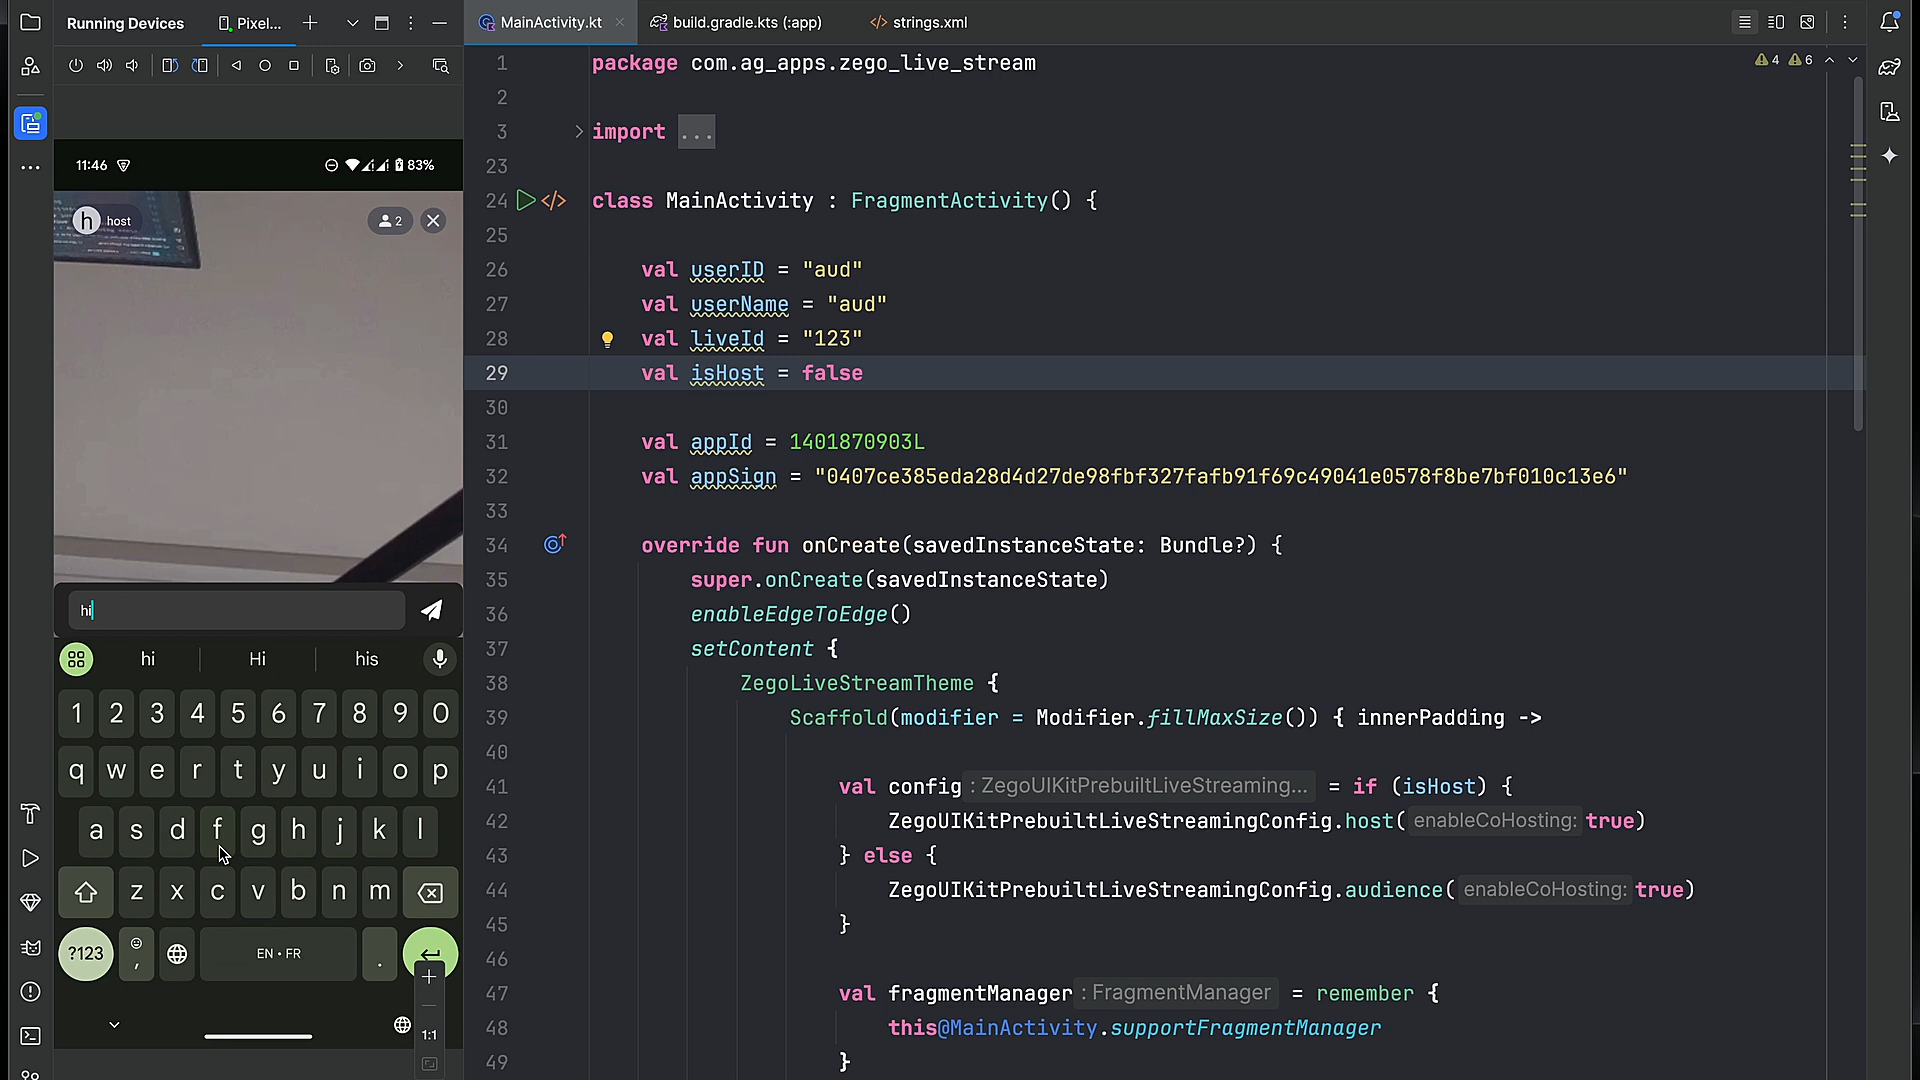 Running Devices
Pixel...
MainActivity.kt
build.gradle.kts (:app)
strings.xml
4
6
11:46
83%
h
host
2
hi
hi
Hi
his
1 2 3 4 5 6 7 8 9 0
q w e r t y u i o p
a s d f g h j k l
z x c v b n m
?123
,
EN • FR
.
1:1
1 package com.ag_apps.zego_live_stream
2
3 import ...
23
24 class MainActivity : FragmentActivity() {
25
26 val userID = "aud"
27 val userName = "aud"
28 val liveId = "123"
29 val isHost = false
30
31 val appId = 1401870903L
32 val appSign = "0407ce385eda28d4d27de98fbf327fafb91f69c49041e0578f8be7bf010c13e6"
33
34 override fun onCreate(savedInstanceState: Bundle?) {
35 super.onCreate(savedInstanceState)
36 enableEdgeToEdge()
37 setContent {
38 ZegoLiveStreamTheme {
39 Scaffold(modifier = Modifier.fillMaxSize()) { innerPadding ->
40
41 val config : ZegoUIKitPrebuiltLiveStreaming... = if (isHost) {
42 ZegoUIKitPrebuiltLiveStreamingConfig.host( enableCoHosting: true)
43 } else {
44 ZegoUIKitPrebuiltLiveStreamingConfig.audience( enableCoHosting: true)
45 }
46
47 val fragmentManager : FragmentManager = remember {
48 this@MainActivity.supportFragmentManager
49 }